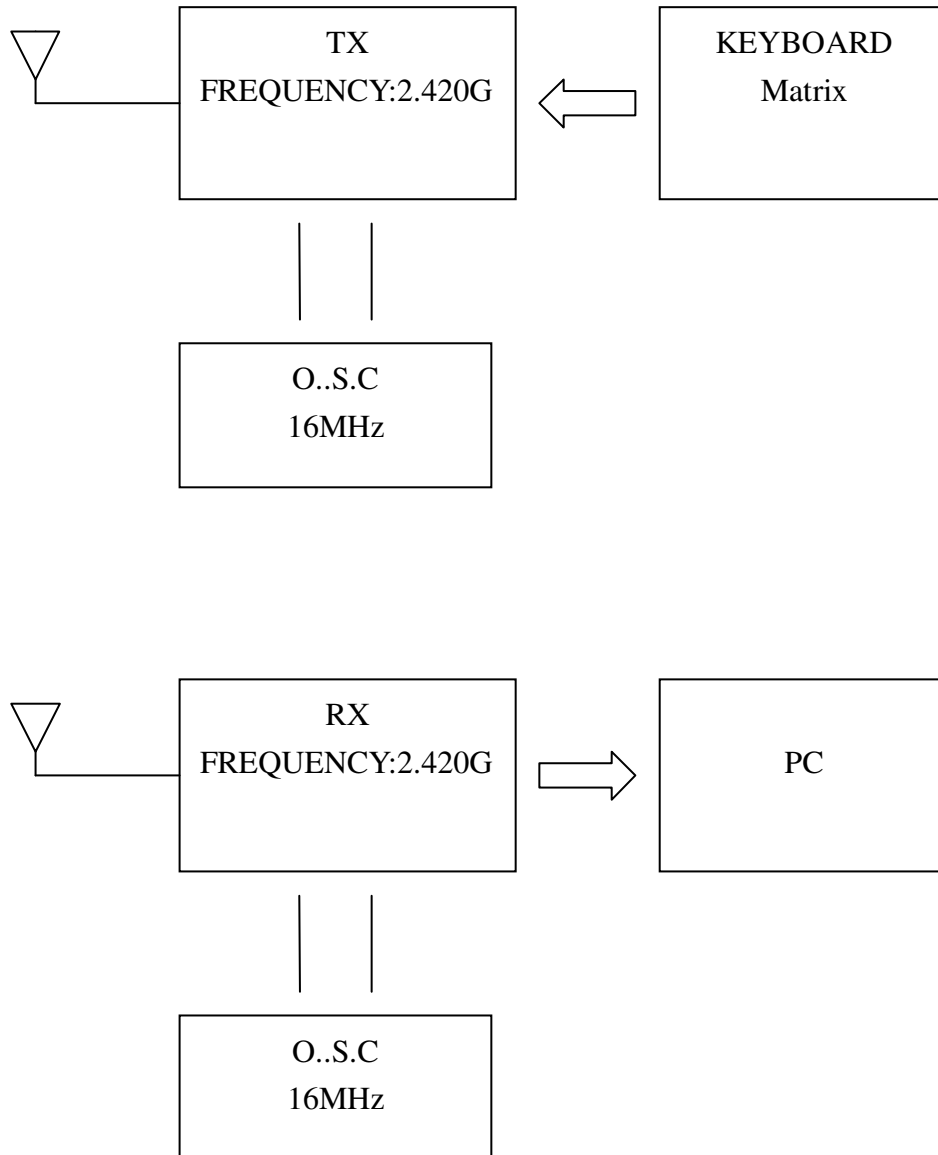 TX
FREQUENCY:2.420G
KEYBOARD
Matrix
O..S.C
16MHz
RX
FREQUENCY:2.420G
PC
O..S.C
16MHz